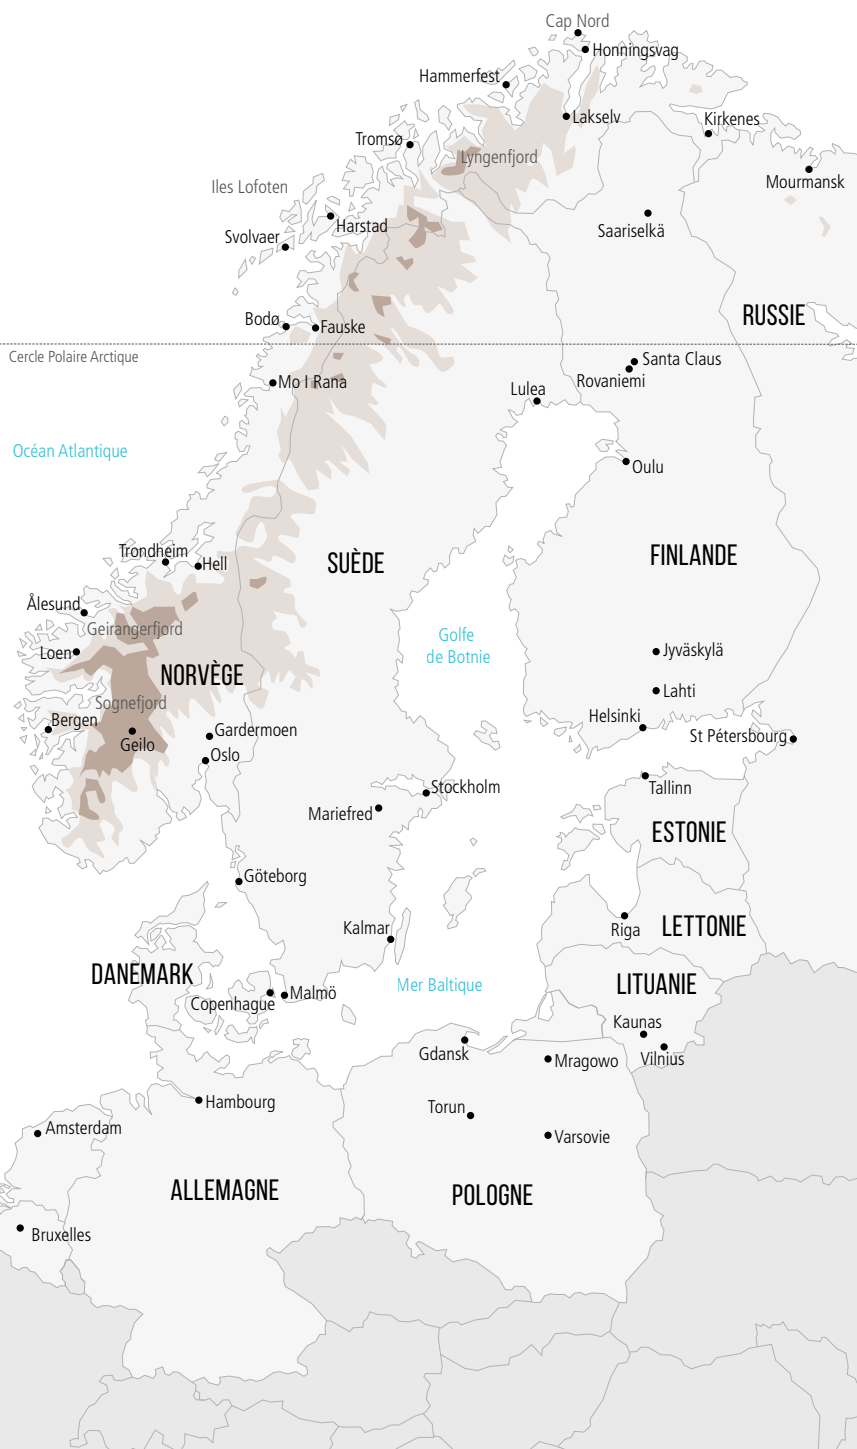 Cap Nord
Honningsvag
Hammerfest
Lakselv
Kirkenes
Tromsø
Lyngenfjord
Mourmansk
Iles Lofoten
Harstad
Saariselkä
Svolvaer
RUSSIE
Bodø
Fauske
Cercle Polaire Arctique
Santa Claus
Mo I Rana
Rovaniemi
Lulea
Océan Atlantique
Oulu
Trondheim
Hell
SUÈDE
FINLANDE
Ålesund
Geirangerfjord
Golfe
de Botnie
Loen
Jyväskylä
NORVÈGE
Lahti
Sognefjord
Bergen
Helsinki
Gardermoen
St Pétersbourg
Geilo
Oslo
Stockholm
Tallinn
Mariefred
ESTONIE
Göteborg
Kalmar
Riga
LETTONIE
DANEMARK
Mer Baltique
LITUANIE
Malmö
Copenhague
Kaunas
Gdansk
Mragowo
Vilnius
Hambourg
Torun
Amsterdam
Varsovie
ALLEMAGNE
POLOGNE
Bruxelles